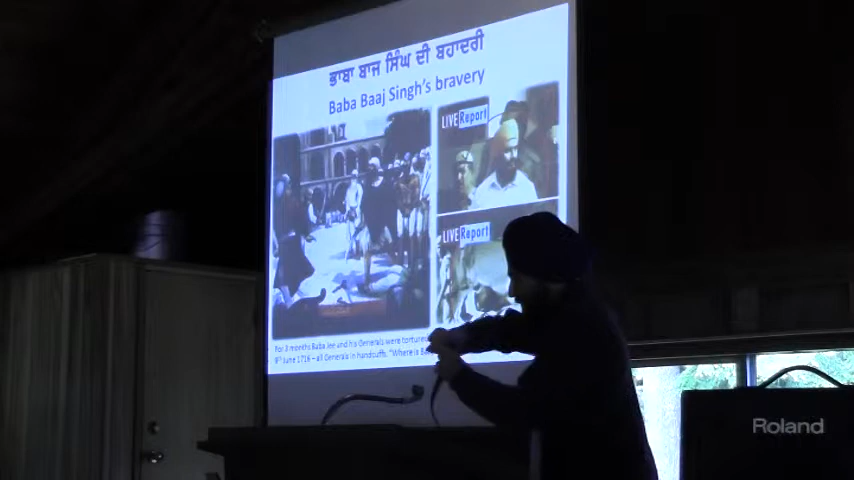 ਭਾਬਾ ਬਾਜ ਸਿੰਘ ਦੀ ਬਹਾਦਰੀ
Baba Baaj Singh's bravery
LIVE Report
LIVE Report
For 3 months Baba Jee and his Generals were tortured
9th June 1716 – all Generals in handcuffs. "Where is
Roland